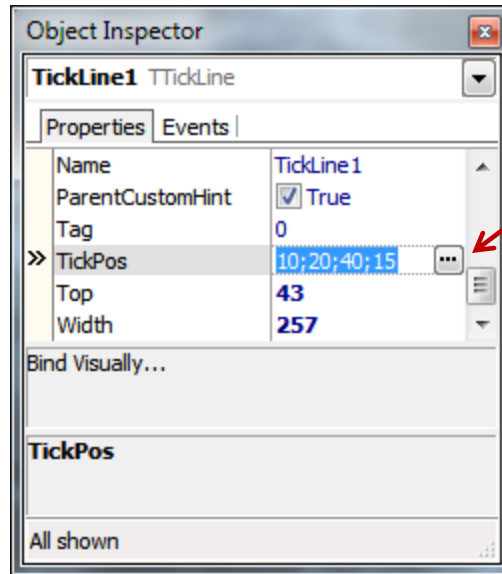 Object Inspector
TickLine1 TTickLine
Properties Events
Name TickLine1
ParentCustomHint True
Tag 0
TickPos 10;20;40;15
Top 43
Width 257
Bind Visually...
TickPos
All shown